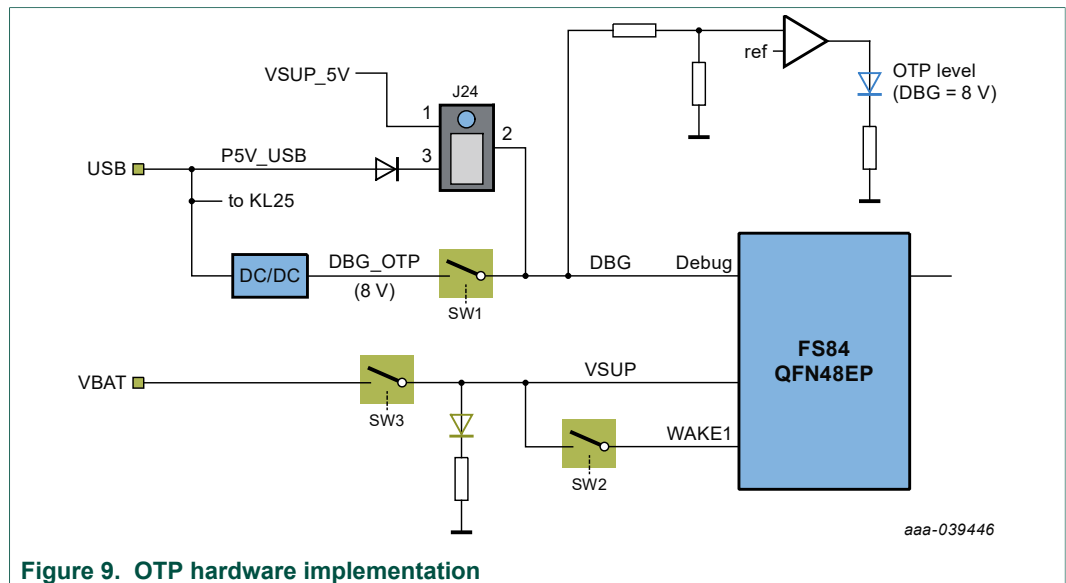 ref
OTP level
(DBG = 8 V)
VSUP_5V
J24
1
2
USB
P5V_USB
3
to KL25
DC/DC
DBG_OTP
(8 V)
SW1
DBG
Debug
FS84
QFN48EP
VBAT
SW3
VSUP
SW2
WAKE1
aaa-039446
Figure 9. OTP hardware implementation